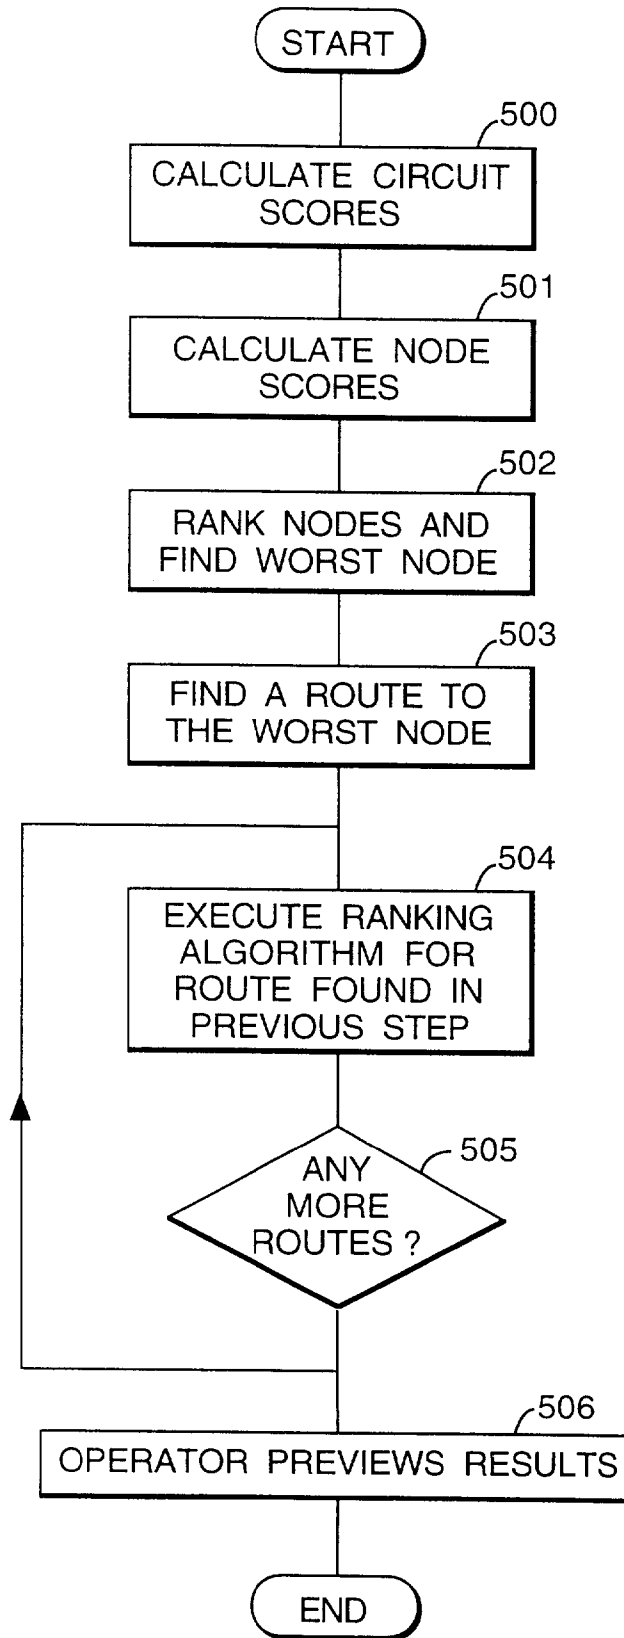 START
500
CALCULATE CIRCUIT
SCORES
501
CALCULATE NODE
SCORES
502
RANK NODES AND
FIND WORST NODE
503
FIND A ROUTE TO
THE WORST NODE
504
EXECUTE RANKING
ALGORITHM FOR
ROUTE FOUND IN
PREVIOUS STEP
505
ANY
MORE
ROUTES ?
506
OPERATOR PREVIEWS RESULTS
END